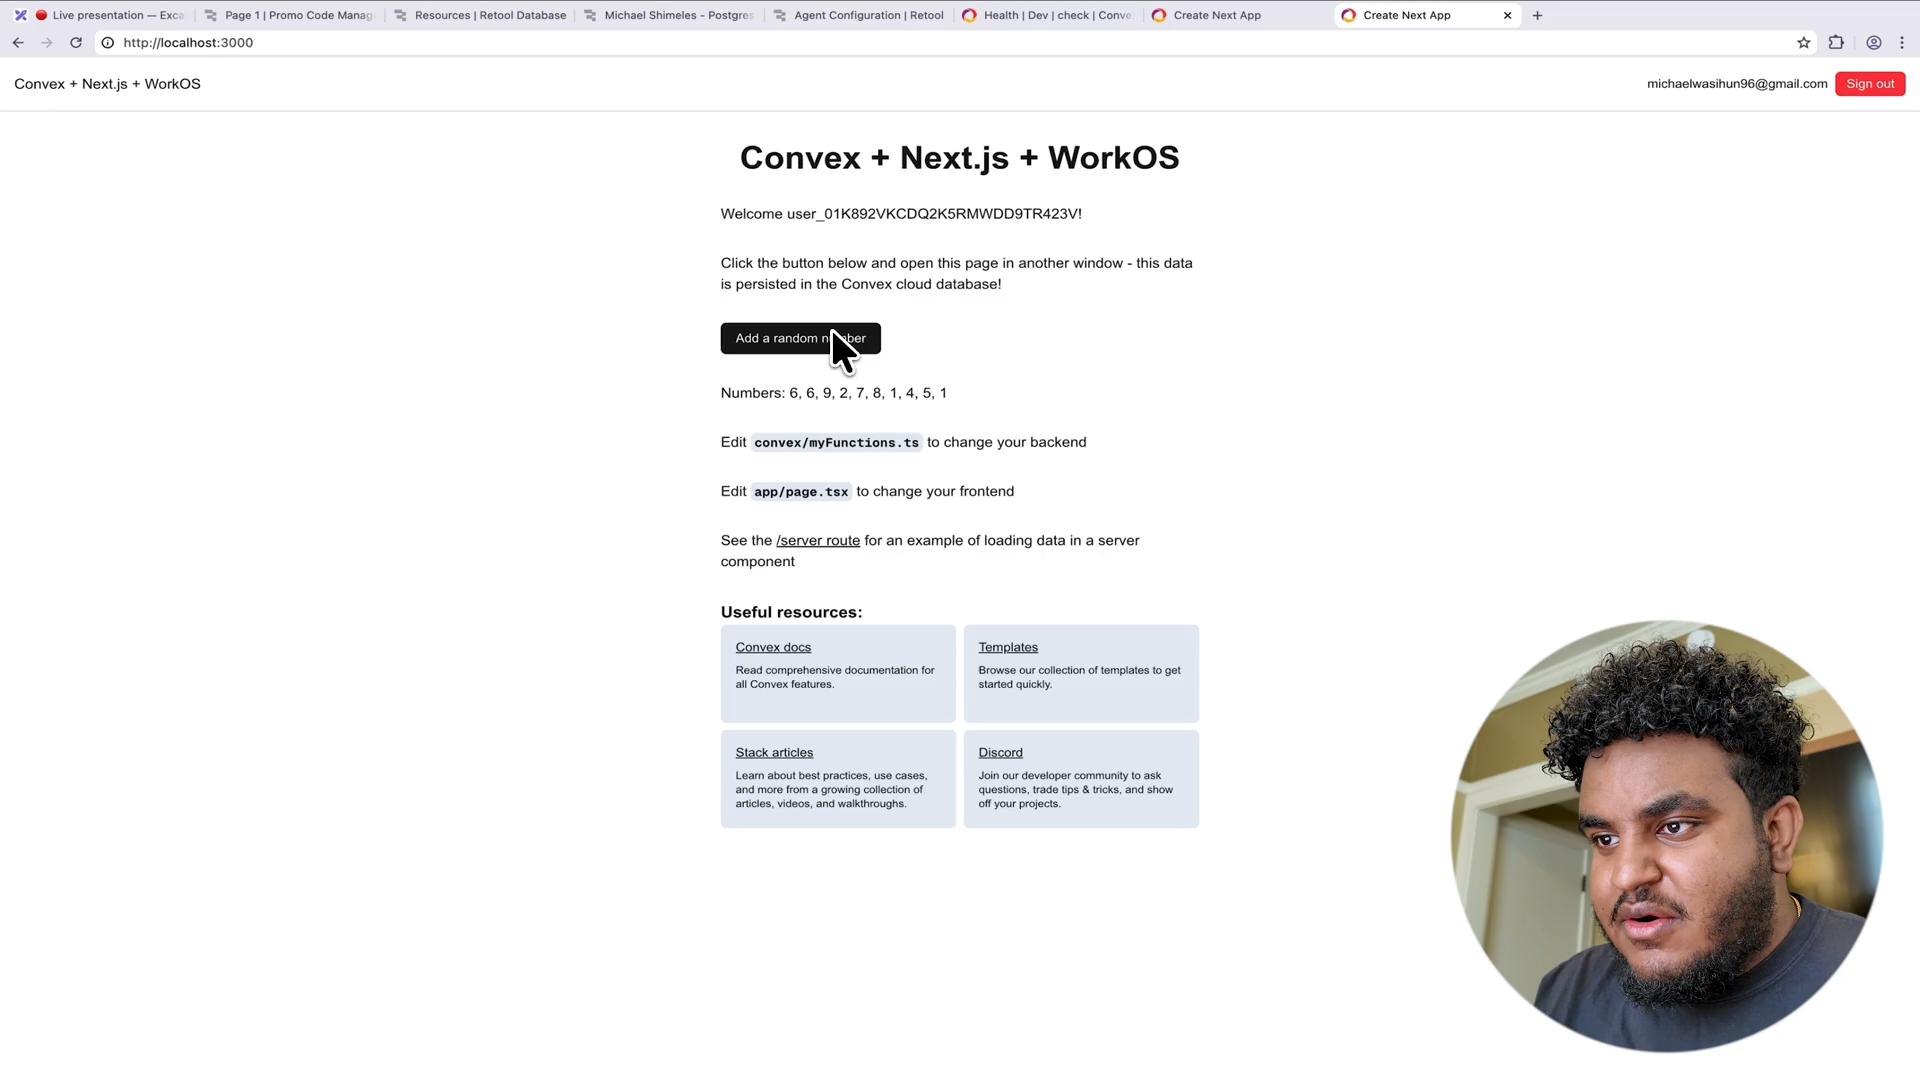 Live presentation — Exca
Page 1 | Promo Code Manag
Resources | Retool Database
Michael Shimeles - Postgres
Agent Configuration | Retool
Health | Dev | check | Conve
Create Next App
Create Next App
http://localhost:3000
Convex + Next.js + WorkOS
michaelwasihun96@gmail.com
Sign out
Convex + Next.js + WorkOS
Welcome user_01K892VKCDQ2K5RMWDD9TR423V!
Click the button below and open this page in another window - this data
is persisted in the Convex cloud database!
Add a random number
Numbers: 6, 6, 9, 2, 7, 8, 1, 4, 5, 1
Edit convex/myFunctions.ts to change your backend
Edit app/page.tsx to change your frontend
See the /server route for an example of loading data in a server
component
Useful resources:
Convex docs
Read comprehensive documentation for
all Convex features.
Templates
Browse our collection of templates to get
started quickly.
Stack articles
Learn about best practices, use cases,
and more from a growing collection of
articles, videos, and walkthroughs.
Discord
Join our developer community to ask
questions, trade tips & tricks, and show
off your projects.